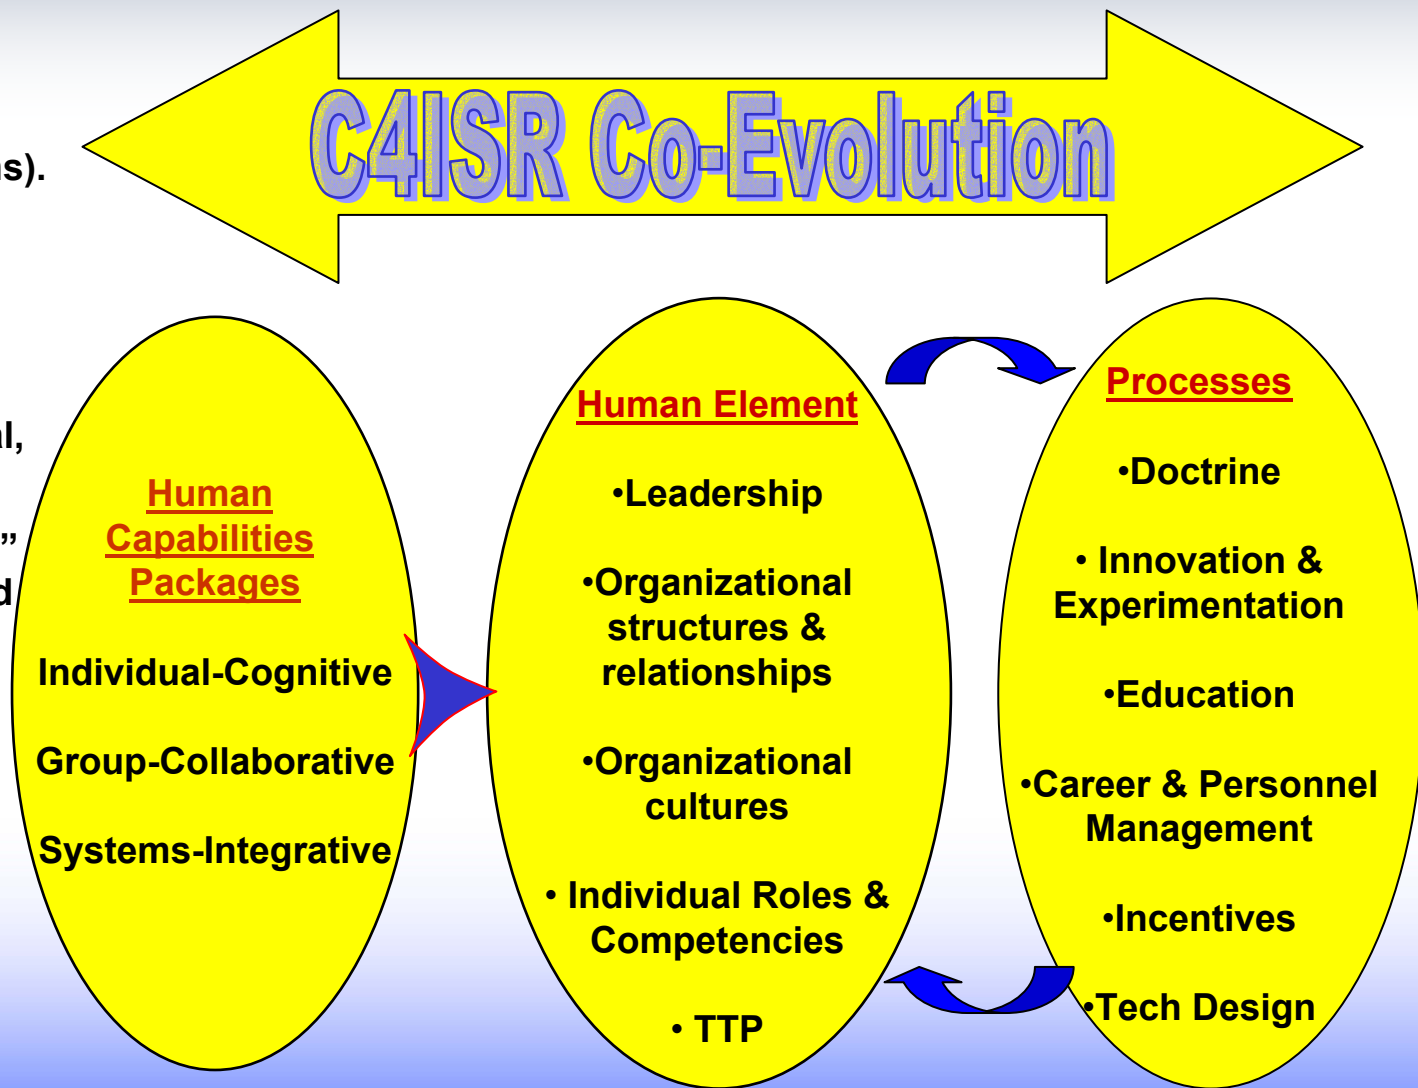 C4ISR Co-Evolution
s).
al,
”
d
Human
Capabilities
Packages
Individual-Cognitive
Group-Collaborative
Systems-Integrative
Human Element
•Leadership
•Organizational
structures &
relationships
•Organizational
cultures
• Individual Roles &
Competencies
• TTP
Processes
•Doctrine
• Innovation &
Experimentation
•Education
•Career & Personnel
Management
•Incentives
•Tech Design